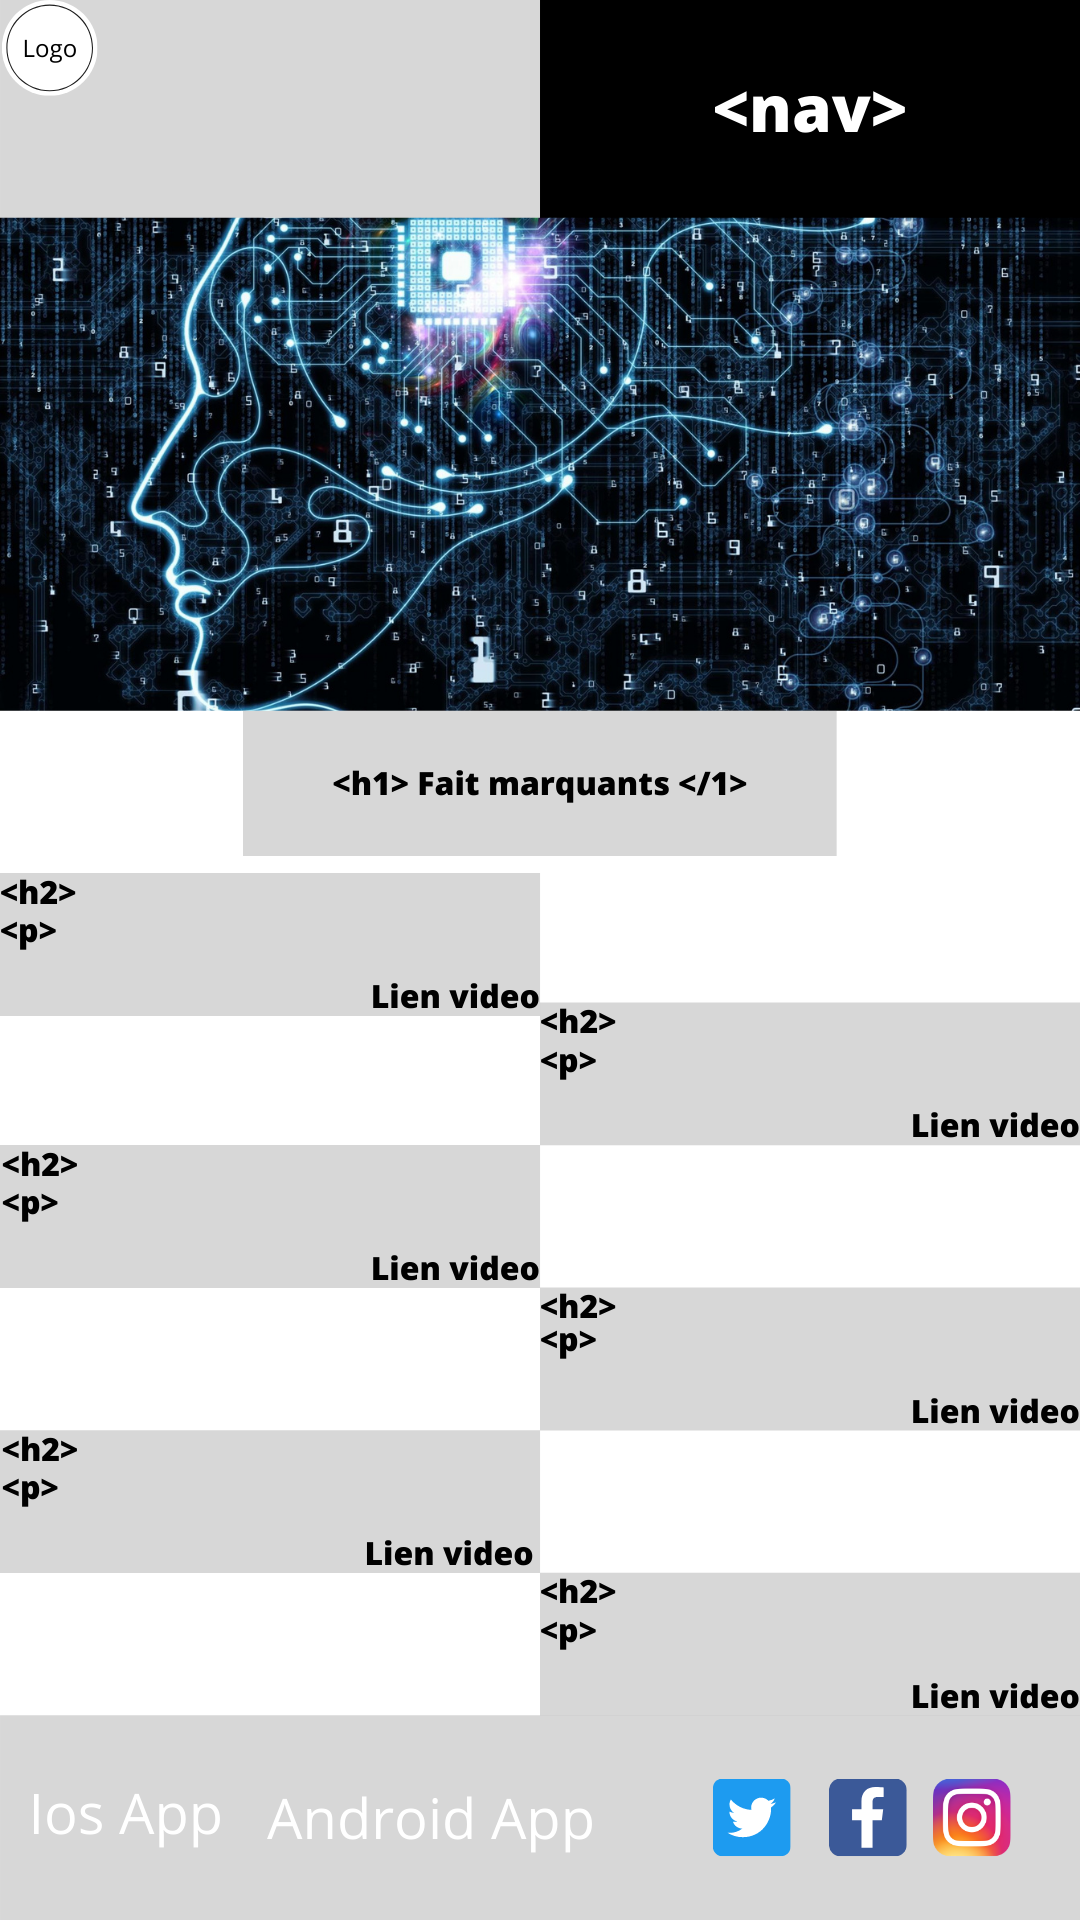 Logo
<nav>
<h1> Fait marquants </1>
<h2>
<p>
Lien video
<h2>
<p>
Lien video
<h2>
<p>
Lien video
<h2>
<p>
Lien video
<h2>
<p>
Lien video
<h2>
<p>
Lien video
Ios App
Android App